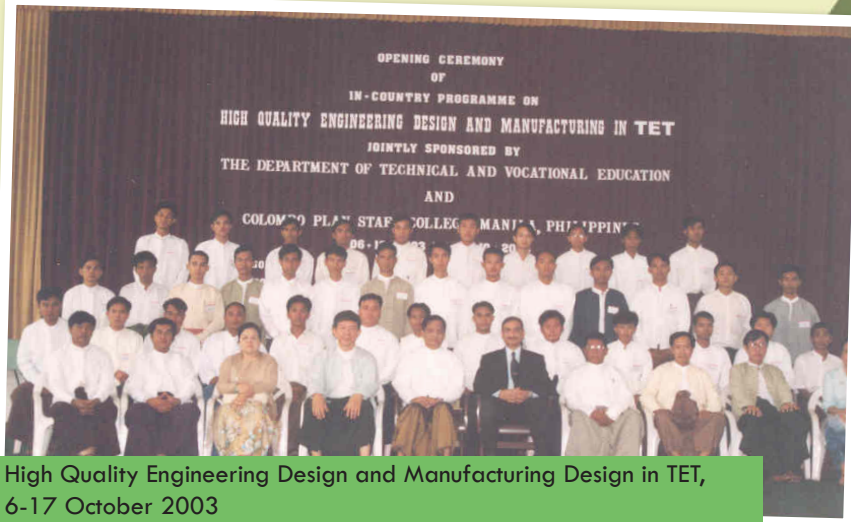 OPENING CEREMONY
OF
IN-COUNTRY PROGRAMME ON
HIGH QUALITY ENGINEERING DESIGN AND MANUFACTURING IN TET
JOINTLY SPONSORED BY
THE DEPARTMENT OF TECHNICAL AND VOCATIONAL EDUCATION
AND
COLOMBO PLAN STAFF COLLEGE MANILA, PHILIPPINES
High Quality Engineering Design and Manufacturing Design in TET,
6-17 October 2003